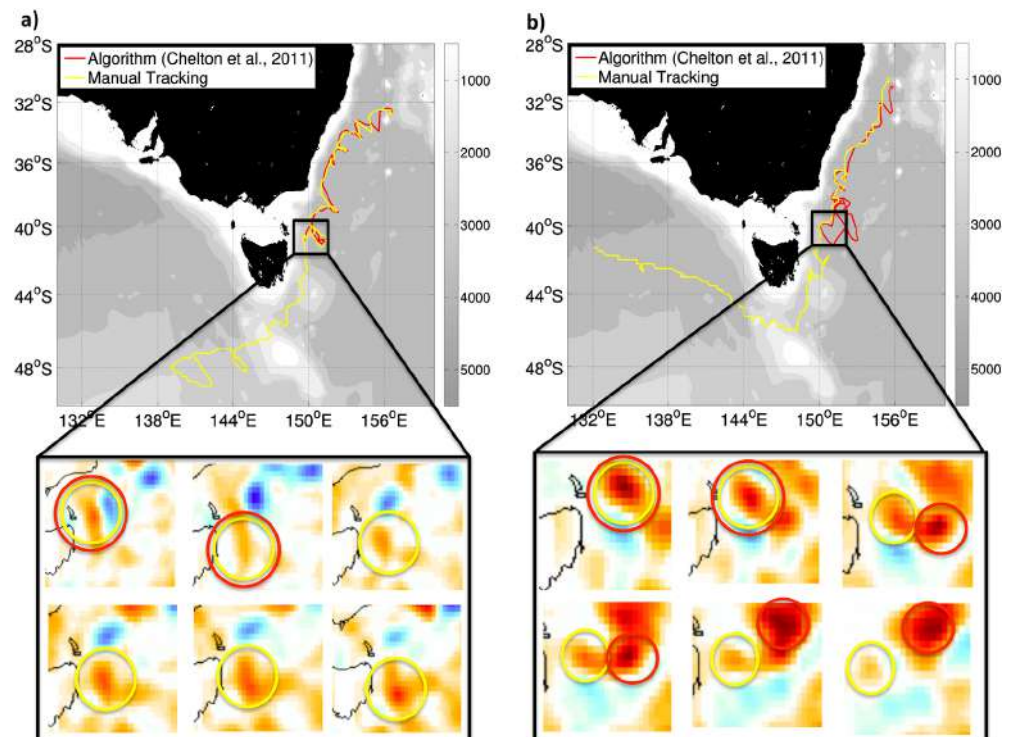 a)
28°S
Algorithm (Chelton et al., 2011)
Manual Tracking
32°S
36°S
40°S
44°S
48°S
132°E 138°E 144°E 150°E 156°E
1000
2000
3000
4000
5000
b)
28°S
Algorithm (Chelton et al., 2011)
Manual Tracking
32°S
36°S
40°S
44°S
48°S
132°E 138°E 144°E 150°E 156°E
1000
2000
3000
4000
5000